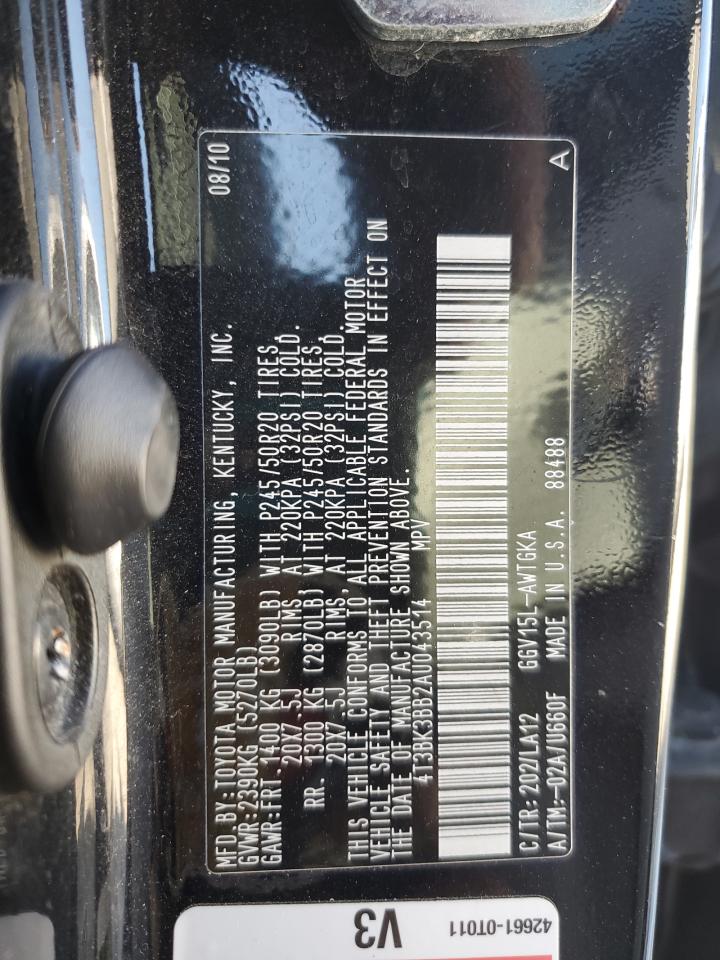 MFD. BY: TOYOTA MOTOR MANUFACTURING, KENTUCKY, INC. 08/10
GVWR: 2390KG (5270LB)
GAWR: FRT. 1400 KG (3090LB) WITH P245/50R20 TIRES,
20X7.5J RIMS, AT 220KPA (32PSI) COLD.
RR. 1300 KG (2870LB) WITH P245/50R20 TIRES,
20X7.5J RIMS, AT 220KPA (32PSI) COLD.
THIS VEHICLE CONFORMS TO ALL APPLICABLE FEDERAL MOTOR
VEHICLE SAFETY AND THEFT PREVENTION STANDARDS IN EFFECT ON
THE DATE OF MANUFACTURE SHOWN ABOVE.
4T3BK3BB2AU043514 MPV
C/TR: 202/LA12 GGV15L-AWTGKA
A/TM: -02A/U660F MADE IN U.S.A. 88488
A
V3
42661-0T011